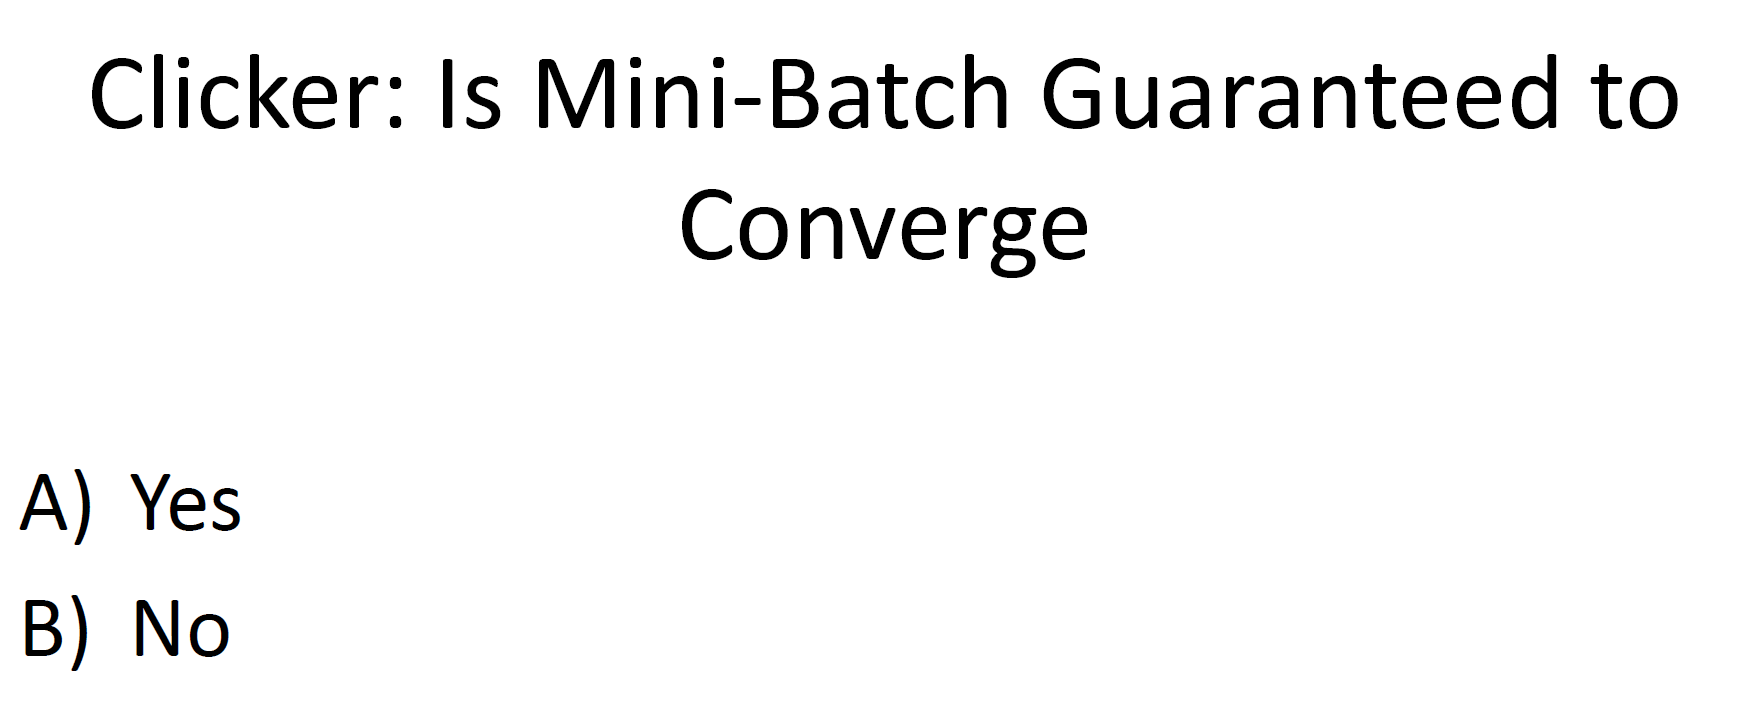 Clicker: Is Mini-Batch Guaranteed to
Converge
A) Yes
B) No